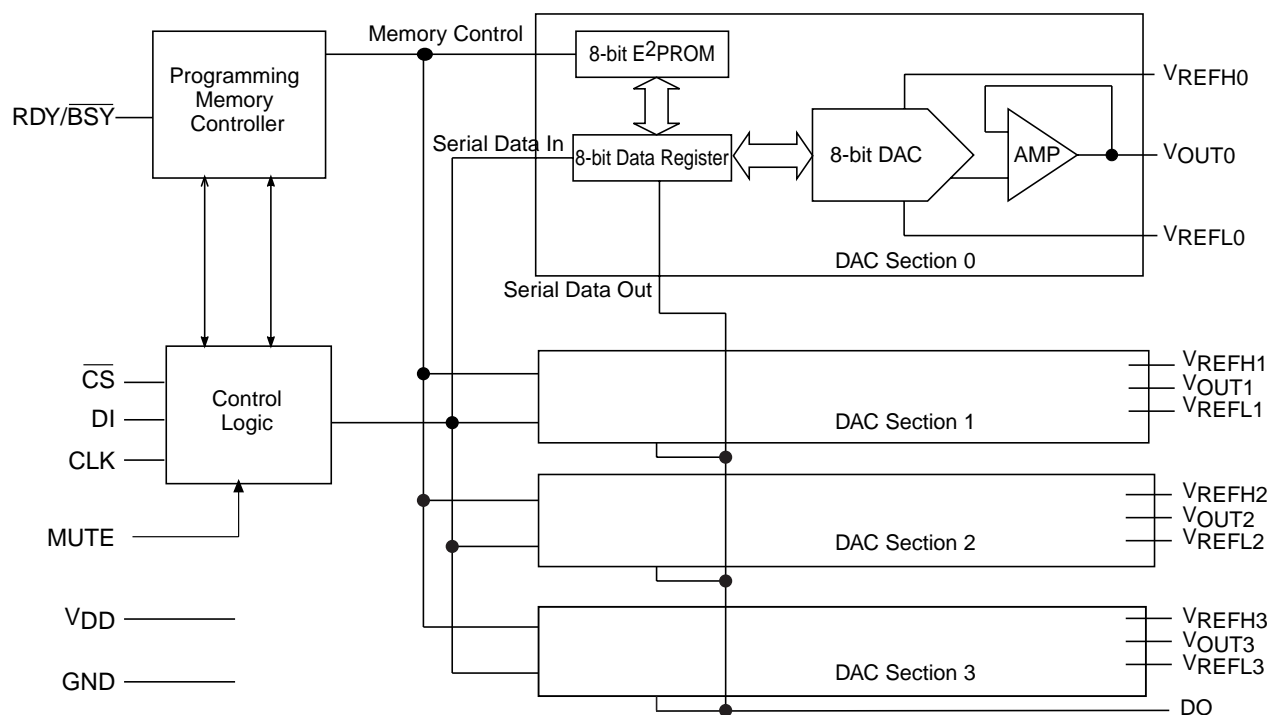 Memory Control
8-bit E²PROM
Programming
Memory
Controller
RDY/B̅S̅Y̅
Serial Data In
8-bit Data Register
8-bit DAC
AMP
VREFH0
VOUT0
VREFL0
DAC Section 0
Serial Data Out
C̅S̅
DI
CLK
Control
Logic
MUTE
VDD
GND
DAC Section 1
VREFH1
VOUT1
VREFL1
DAC Section 2
VREFH2
VOUT2
VREFL2
DAC Section 3
VREFH3
VOUT3
VREFL3
DO